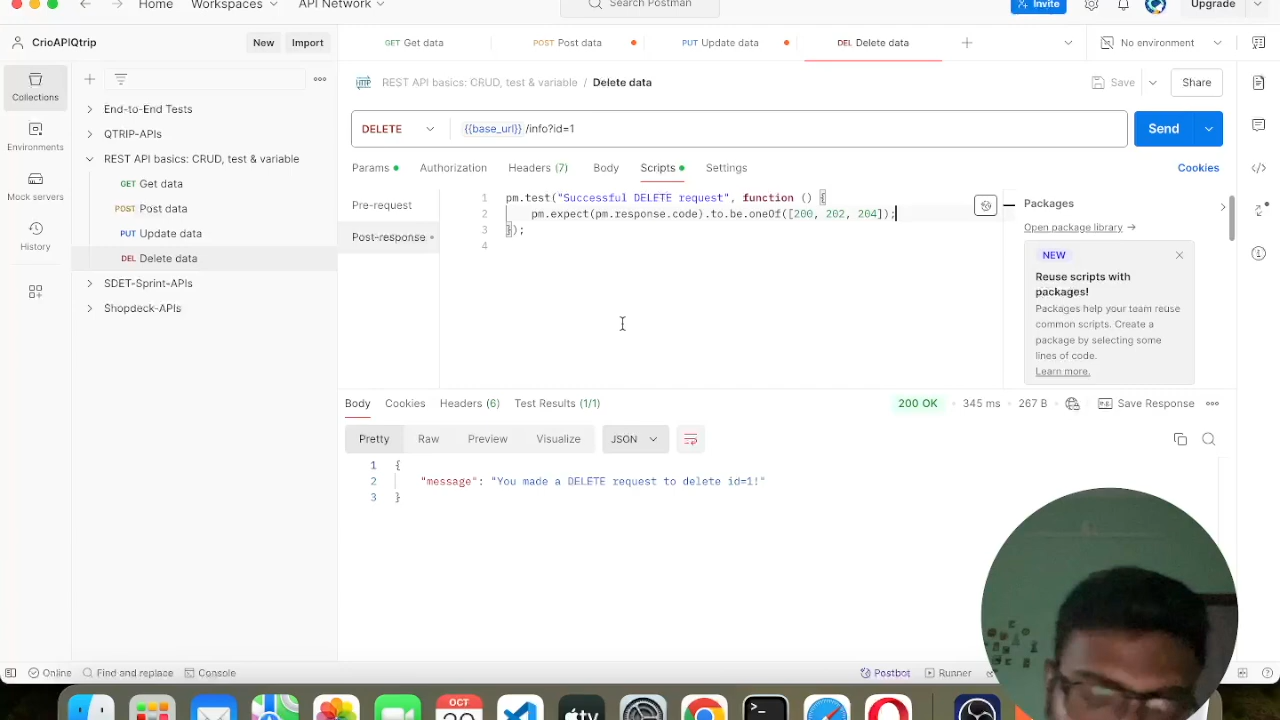 Home
Workspaces
API Network
Search Postman
Invite
Upgrade
CrioAPIQtrip
New
Import
GET Get data
POST Post data
PUT Update data
DEL Delete data
No environment
Collections
Environments
Mock servers
History
End-to-End Tests
QTRIP-APIs
REST API basics: CRUD, test & variable
GET Get data
POST Post data
PUT Update data
DEL Delete data
SDET-Sprint-APIs
Shopdeck-APIs
HTTP REST API basics: CRUD, test & variable / Delete data
Save
Share
DELETE
{{base_url}} /info?id=1
Send
Params
Authorization
Headers (7)
Body
Scripts
Settings
Cookies
Pre-request
Post-response
1 pm.test("Successful DELETE request", function () {
2 pm.expect(pm.response.code).to.be.oneOf([200, 202, 204]);
3 });
4
Packages
Open package library →
NEW
Reuse scripts with
packages!
Packages help your team reuse
common scripts. Create a
package by selecting some
lines of code.
Learn more.
Body
Cookies
Headers (6)
Test Results (1/1)
200 OK
345 ms
267 B
Save Response
Pretty
Raw
Preview
Visualize
JSON
1 {
2 "message": "You made a DELETE request to delete id=1!"
3 }
Online
Find and replace
Console
Postbot
Runner
OCT
tv